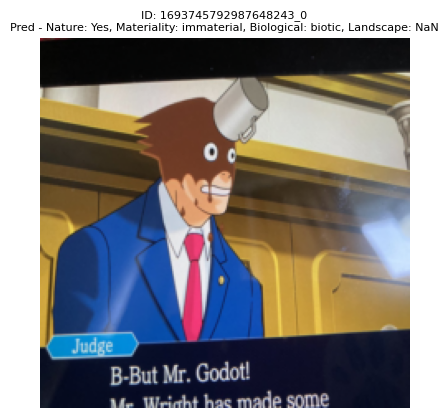 ID: 1693745792987648243_0
Pred - Nature: Yes, Materiality: immaterial, Biological: biotic, Landscape: NaN
Judge
B-But Mr. Godot!
Mr. Wright has made some